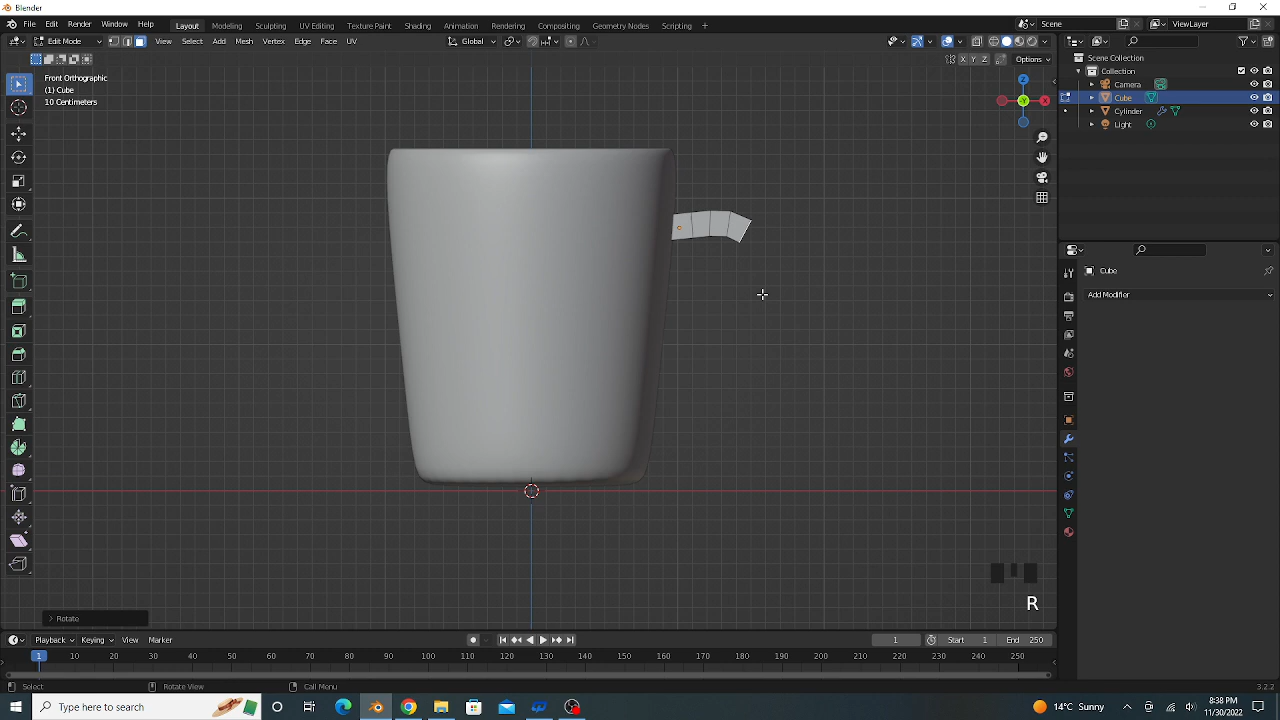 Blender
File Edit Render Window Help Layout Modeling Sculpting UV Editing Texture Paint Shading Animation Rendering Compositing Geometry Nodes Scripting + Scene ViewLayer
Edit Mode View Select Add Mesh Vertex Edge Face UV Global
X Y Z Options
Front Orthographic
(1) Cube
10 Centimeters
Z
Y
X
Scene Collection
Collection
Camera
Cube
Cylinder
Light
Cube
Add Modifier
R
Rotate
Playback Keying View Marker 1 Start 1 End 250
1 10 20 30 40 50 60 70 80 90 100 110 120 130 140 150 160 170 180 190 200 210 220 230 240 250
Select Rotate View Call Menu 3.2.2
Type here to search 14°C Sunny 8:38 PM
11/30/2022